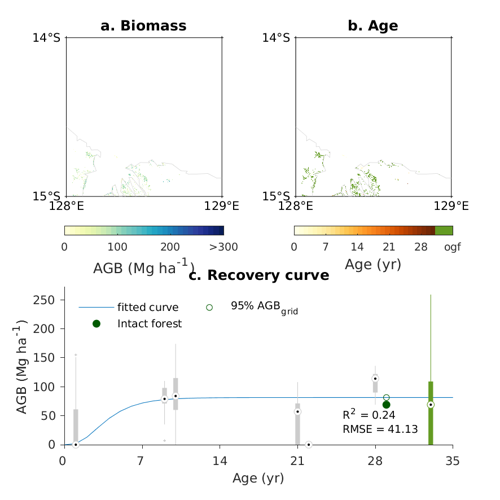 a. Biomass
b. Age
14°S
14°S
15°S
15°S
128°E
129°E
128°E
129°E
0
100
200
>300
0
7
14
21
28
ogf
AGB (Mg ha-1)
Age (yr)
c. Recovery curve
fitted curve
95% AGBgrid
Intact forest
250
200
150
100
50
0
AGB (Mg ha-1)
R2 = 0.24
RMSE = 41.13
0
7
14
21
28
35
Age (yr)